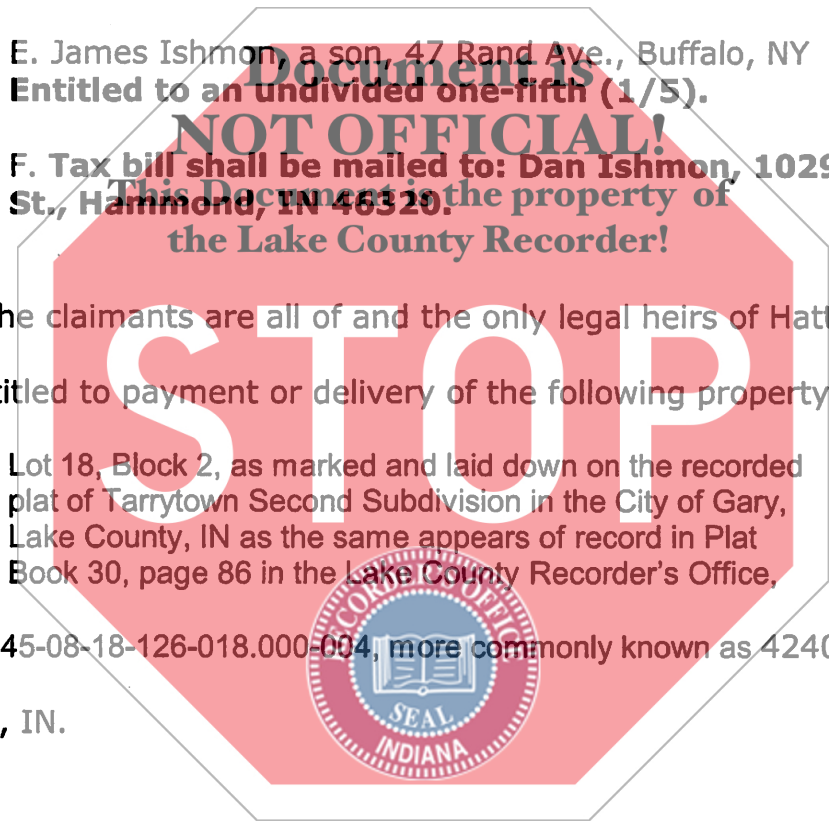 E. James Ishmon, a son, 47 Rand Ave., Buffalo, NY
Entitled to an undivided one-fifth (1/5).
Document is
NOT OFFICIAL!
F. Tax bill shall be mailed to: Dan Ishmon, 1029
This Document is the property of
St., Hammond, IN 46320.
the Lake County Recorder!
he claimants are all of and the only legal heirs of Hatt
STOP
titled to payment or delivery of the following property
Lot 18, Block 2, as marked and laid down on the recorded
plat of Tarrytown Second Subdivision in the City of Gary,
Lake County, IN as the same appears of record in Plat
Book 30, page 86 in the Lake County Recorder's Office,
RECORDER'S OFFICE
45-08-18-126-018.000-004, more commonly known as 4240
SEAL
, IN.
INDIANA